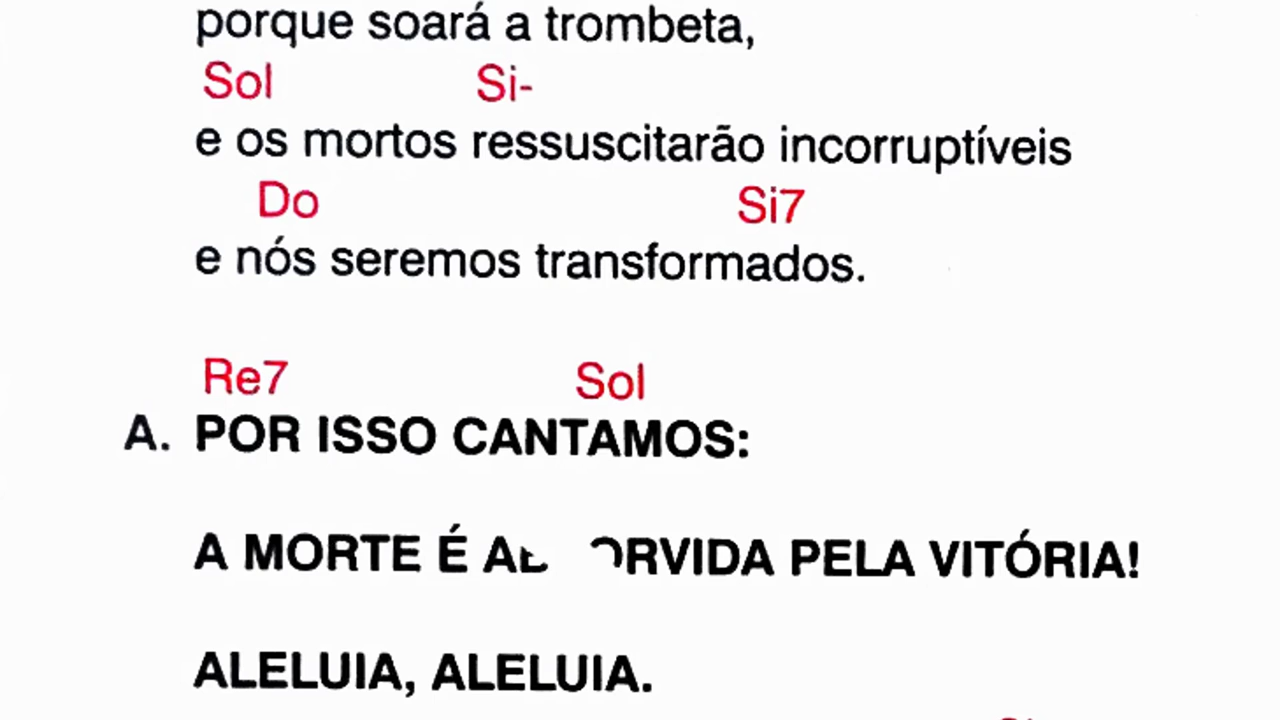 porque soará a trombeta,
Sol Si-
e os mortos ressuscitarão incorruptíveis
Do Si7
e nós seremos transformados.
Re7 Sol
A. POR ISSO CANTAMOS:
A MORTE É PELA VITÓRIA!
ALELUIA, ALELUIA.